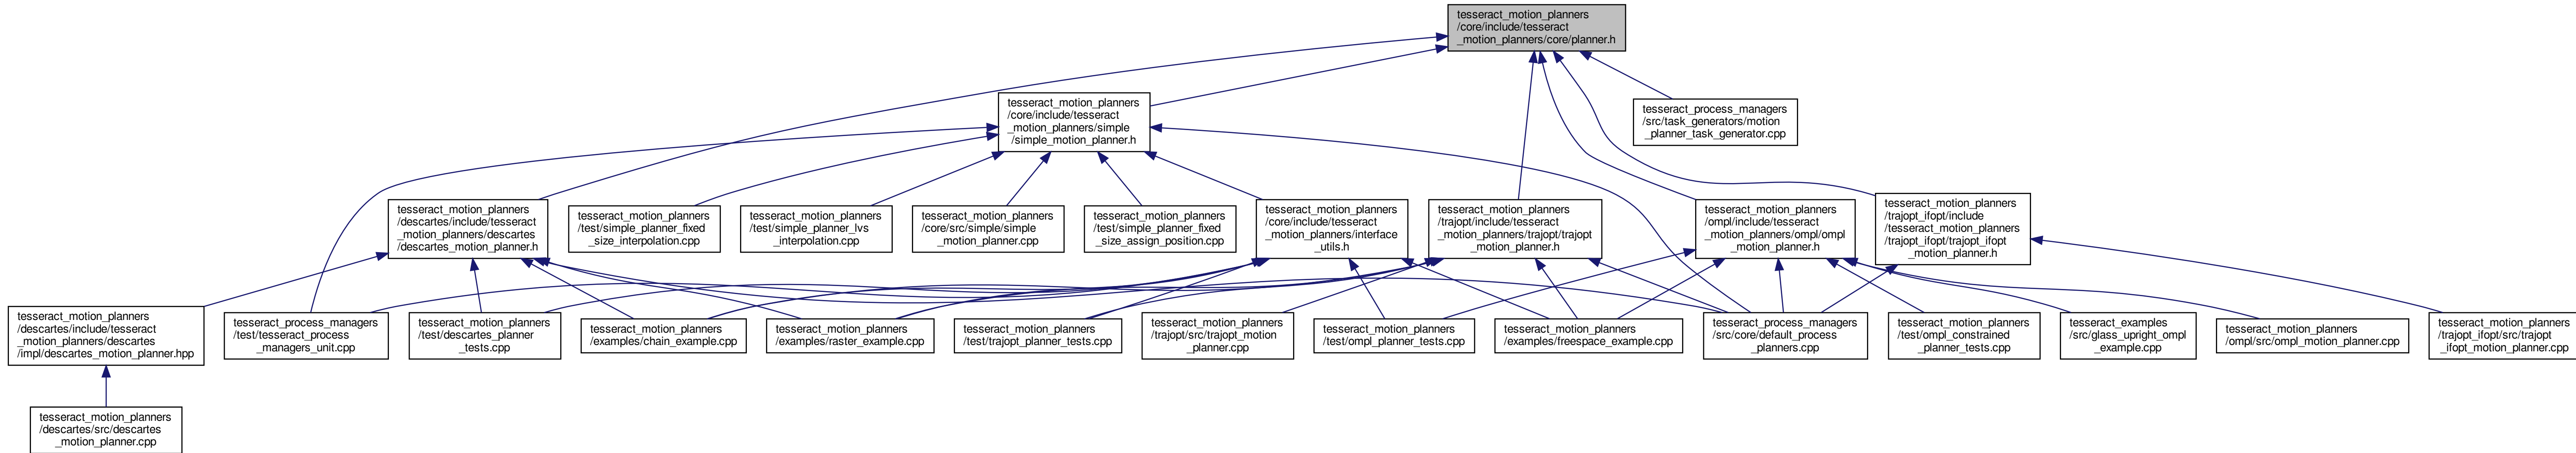 tesseract_motion_planners
/core/include/tesseract
_motion_planners/core/planner.h
tesseract_motion_planners
/core/include/tesseract
_motion_planners/simple
/simple_motion_planner.h
tesseract_process_managers
/src/task_generators/motion
_planner_task_generator.cpp
tesseract_motion_planners
/descartes/include/tesseract
_motion_planners/descartes
/descartes_motion_planner.h
tesseract_motion_planners
/test/simple_planner_fixed
_size_interpolation.cpp
tesseract_motion_planners
/test/simple_planner_lvs
_interpolation.cpp
tesseract_motion_planners
/core/src/simple/simple
_motion_planner.cpp
tesseract_motion_planners
/test/simple_planner_fixed
_size_assign_position.cpp
tesseract_motion_planners
/core/include/tesseract
_motion_planners/interface
_utils.h
tesseract_motion_planners
/trajopt/include/tesseract
_motion_planners/trajopt/trajopt
_motion_planner.h
tesseract_motion_planners
/ompl/include/tesseract
_motion_planners/ompl/ompl
_motion_planner.h
tesseract_motion_planners
/trajopt_ifopt/include
/tesseract_motion_planners
/trajopt_ifopt/trajopt_ifopt
_motion_planner.h
tesseract_motion_planners
/descartes/include/tesseract
_motion_planners/descartes
/impl/descartes_motion_planner.hpp
tesseract_process_managers
/test/tesseract_process
_managers_unit.cpp
tesseract_motion_planners
/test/descartes_planner
_tests.cpp
tesseract_motion_planners
/examples/chain_example.cpp
tesseract_motion_planners
/examples/raster_example.cpp
tesseract_motion_planners
/test/trajopt_planner_tests.cpp
tesseract_motion_planners
/trajopt/src/trajopt_motion
_planner.cpp
tesseract_motion_planners
/test/ompl_planner_tests.cpp
tesseract_motion_planners
/examples/freespace_example.cpp
tesseract_process_managers
/src/core/default_process
_planners.cpp
tesseract_motion_planners
/test/ompl_constrained
_planner_tests.cpp
tesseract_examples
/src/glass_upright_ompl
_example.cpp
tesseract_motion_planners
/ompl/src/ompl_motion_planner.cpp
tesseract_motion_planners
/trajopt_ifopt/src/trajopt
_ifopt_motion_planner.cpp
tesseract_motion_planners
/descartes/src/descartes
_motion_planner.cpp